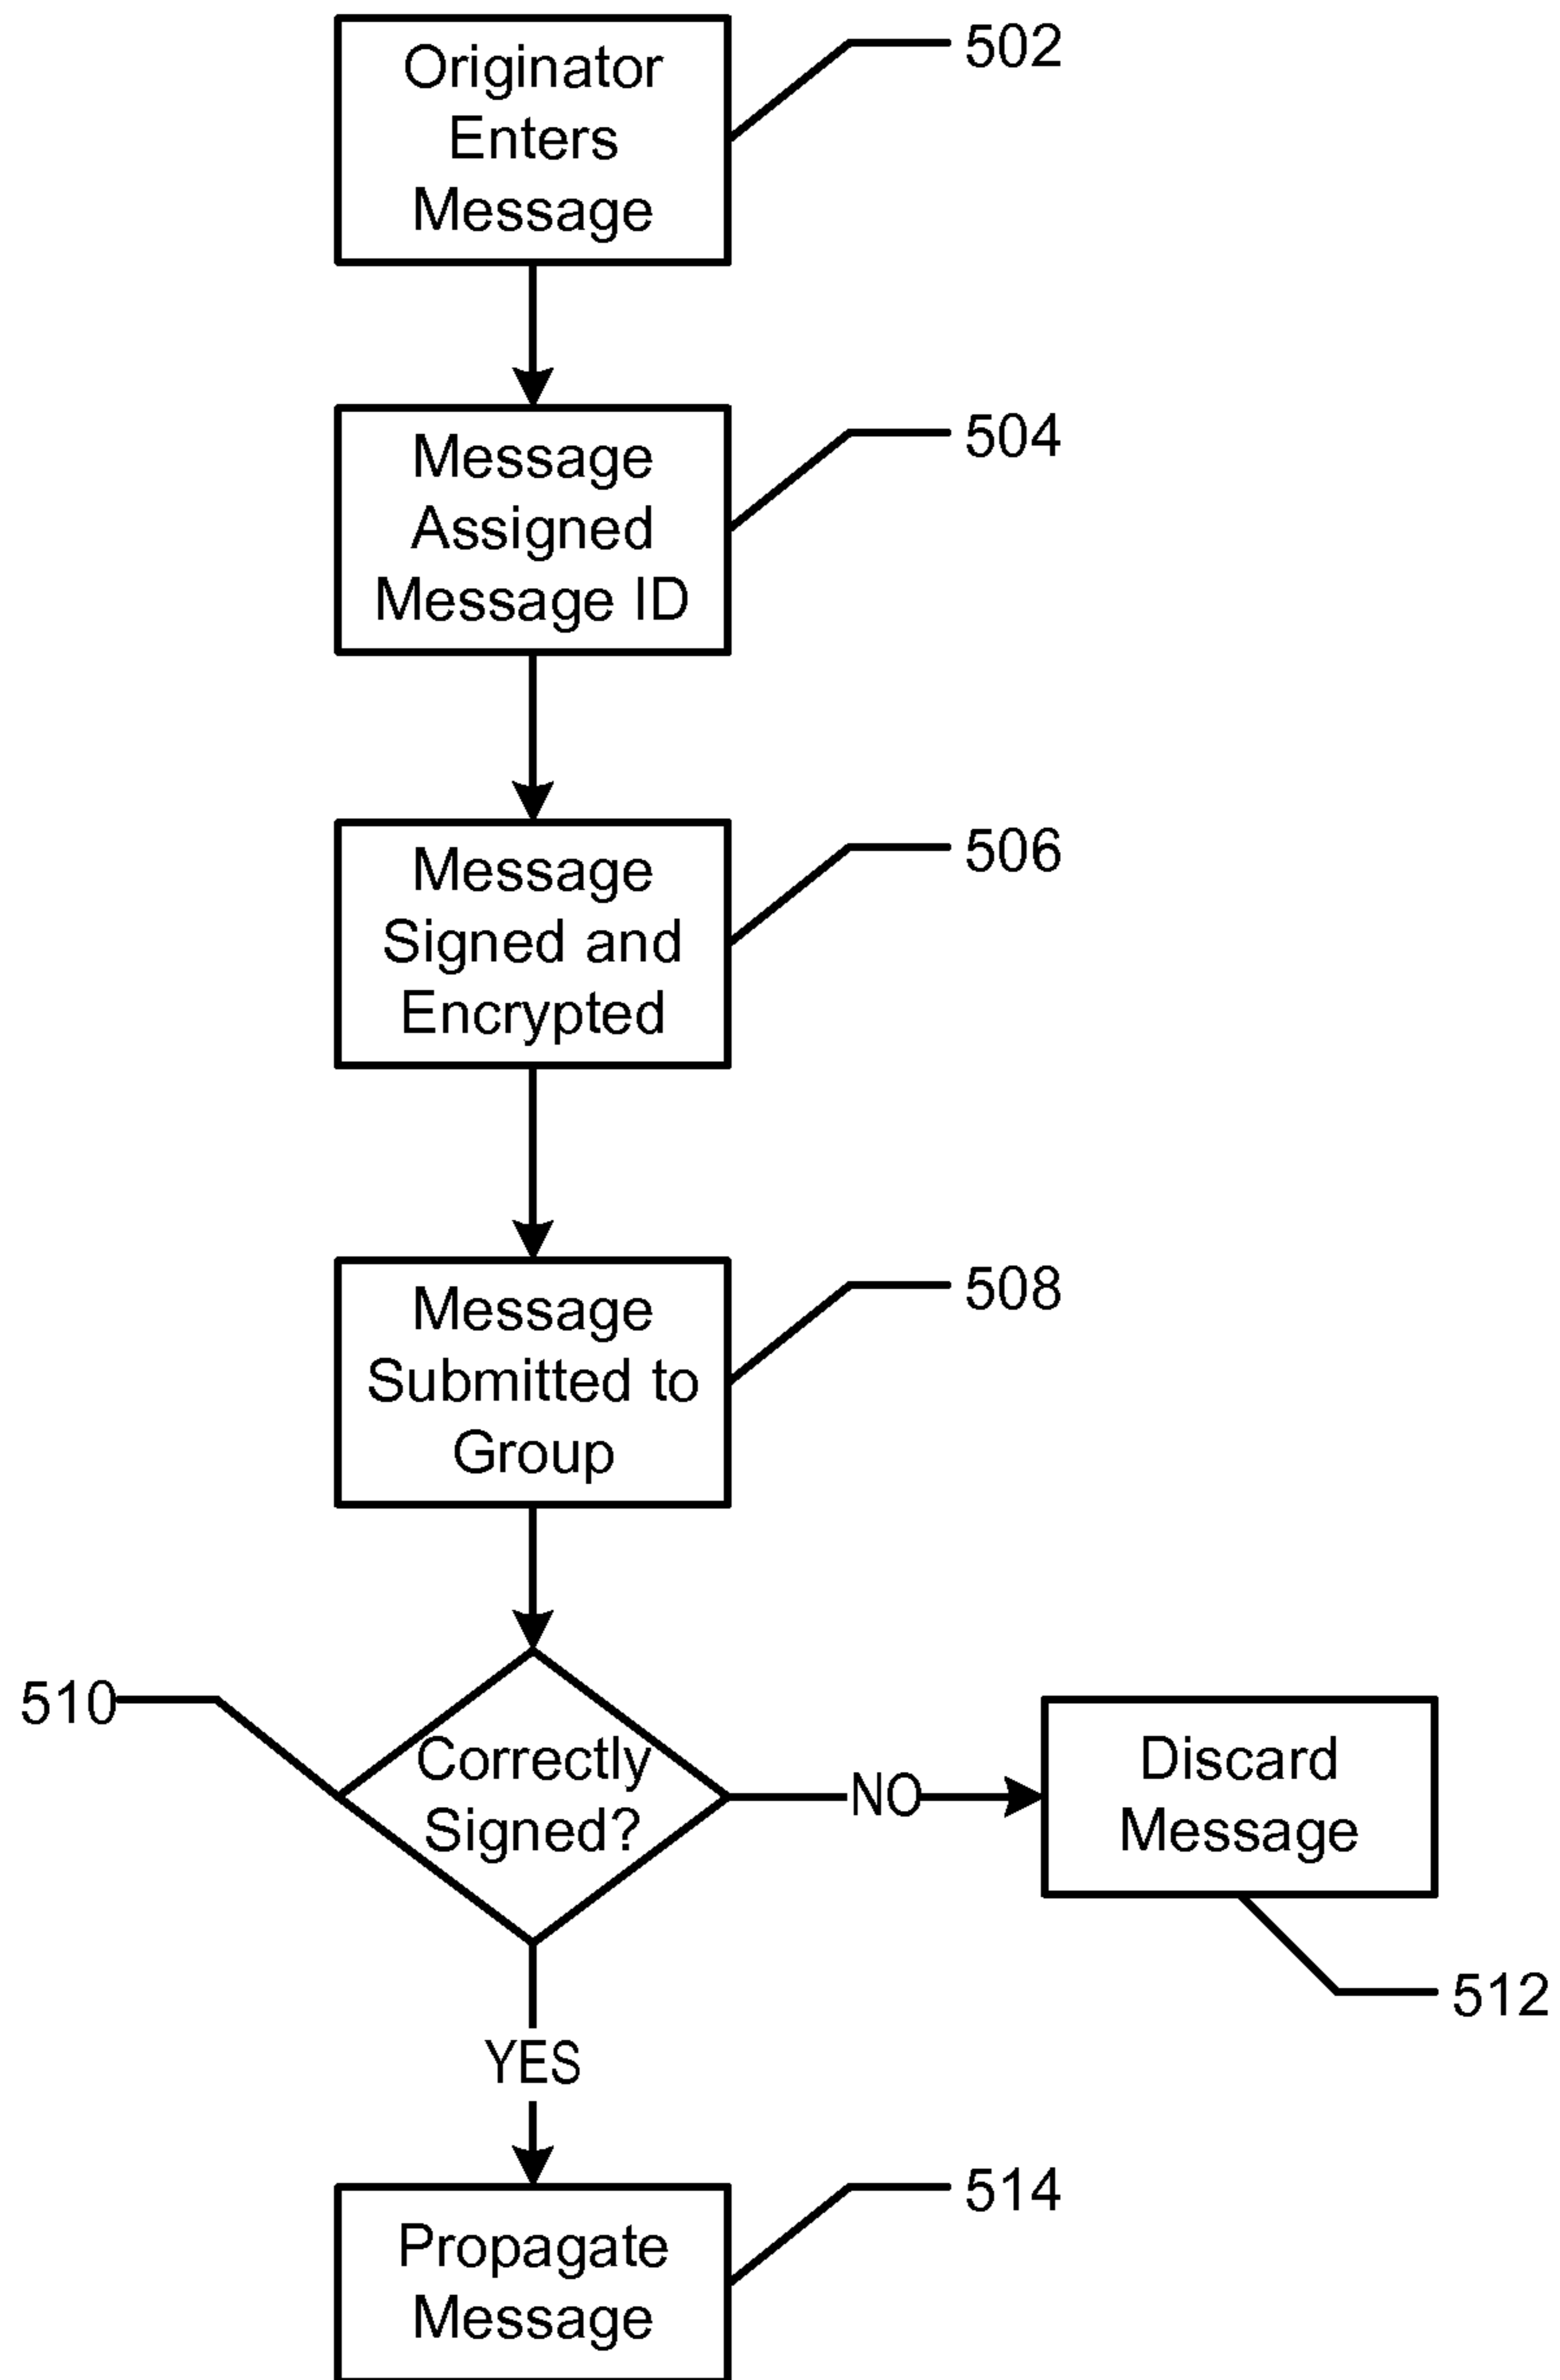 Originator
Enters
Message
502
Message
Assigned
Message ID
504
Message
Signed and
Encrypted
506
Message
Submitted to
Group
508
510
Correctly
Signed?
NO
Discard
Message
512
YES
Propagate
Message
514